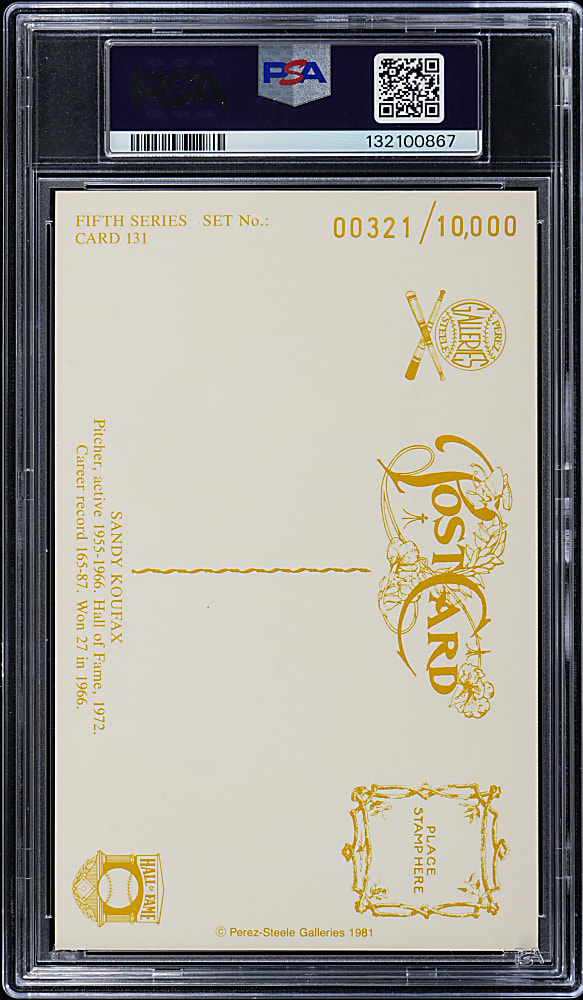 PSA
132100867
FIFTH SERIES SET No.:
CARD 131
00321/10,000
PEREZ
STEELE
GALLERIES
POSTCARD
SANDY KOUFAX
Pitcher, active 1955-1966. Hall of Fame, 1972.
Career record 165-87. Won 27 in 1966.
PLACE
STAMP HERE
HALL OF FAME
© Perez-Steele Galleries 1981
PSA